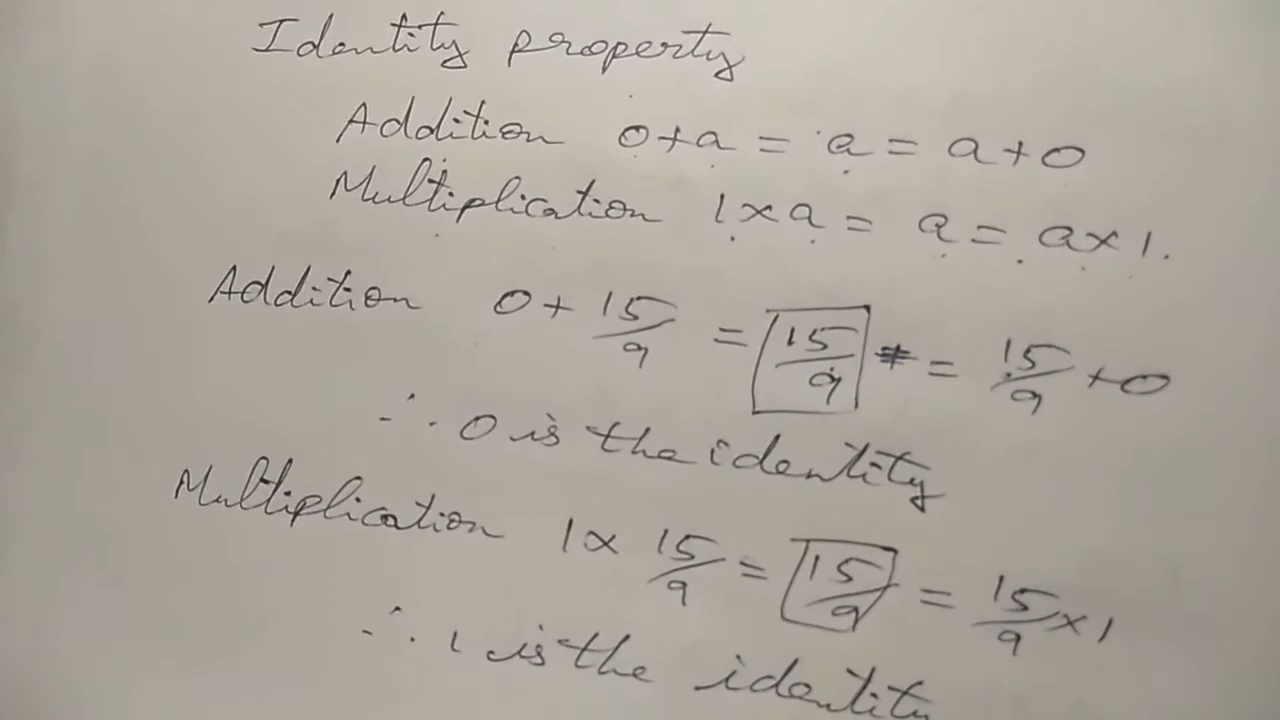 Identity property
Addition 0+a = a = a+0
Multiplication 1×a = a = a×1.
Addition 0+15/9 = 15/9 = 15/9 +0
∴ 0 is the identity
Multiplication 1× 15/9 = 15/9 = 15/9 ×1
∴ 1 is the identity